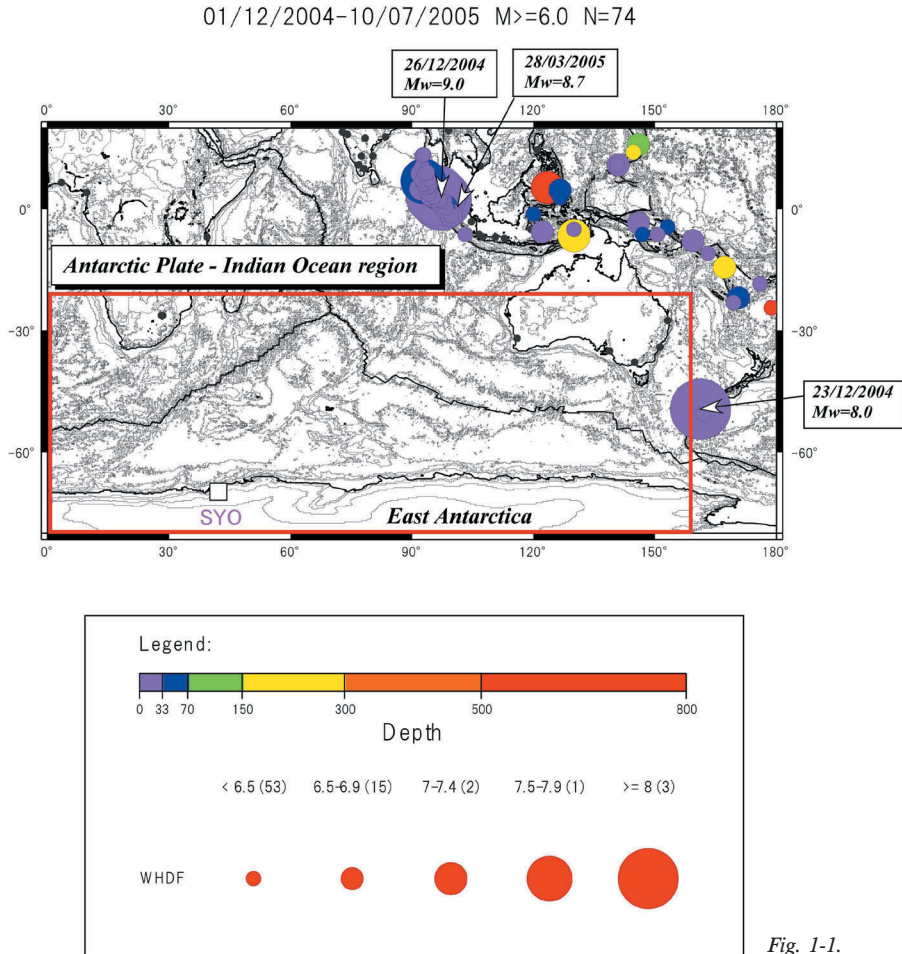 01/12/2004-10/07/2005 M>=6.0 N=74
26/12/2004
Mw=9.0
28/03/2005
Mw=8.7
0° 30° 60° 90° 120° 150° 180°
0° 0°
Antarctic Plate - Indian Ocean region
-30° -30°
23/12/2004
Mw=8.0
-60° -60°
SYO East Antarctica
0° 30° 60° 90° 120° 150° 180°
Legend:
0 33 70 150 300 500 800
Depth
< 6.5 (53) 6.5-6.9 (15) 7-7.4 (2) 7.5-7.9 (1) >= 8 (3)
WHDF
Fig. 1-1.